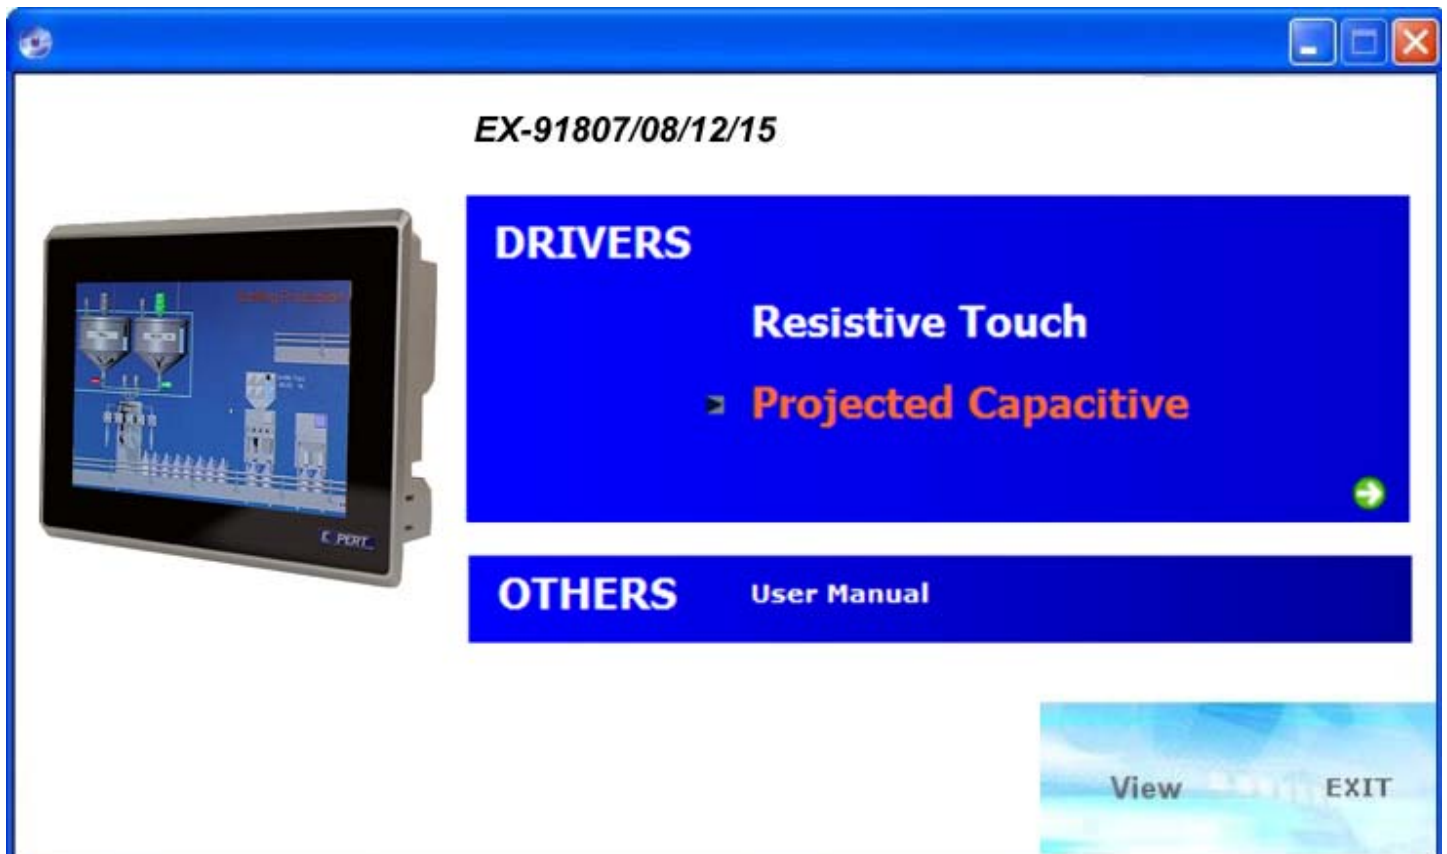 EX-91807/08/12/15
DRIVERS
Resistive Touch
Projected Capacitive
OTHERS
User Manual
View
EXIT